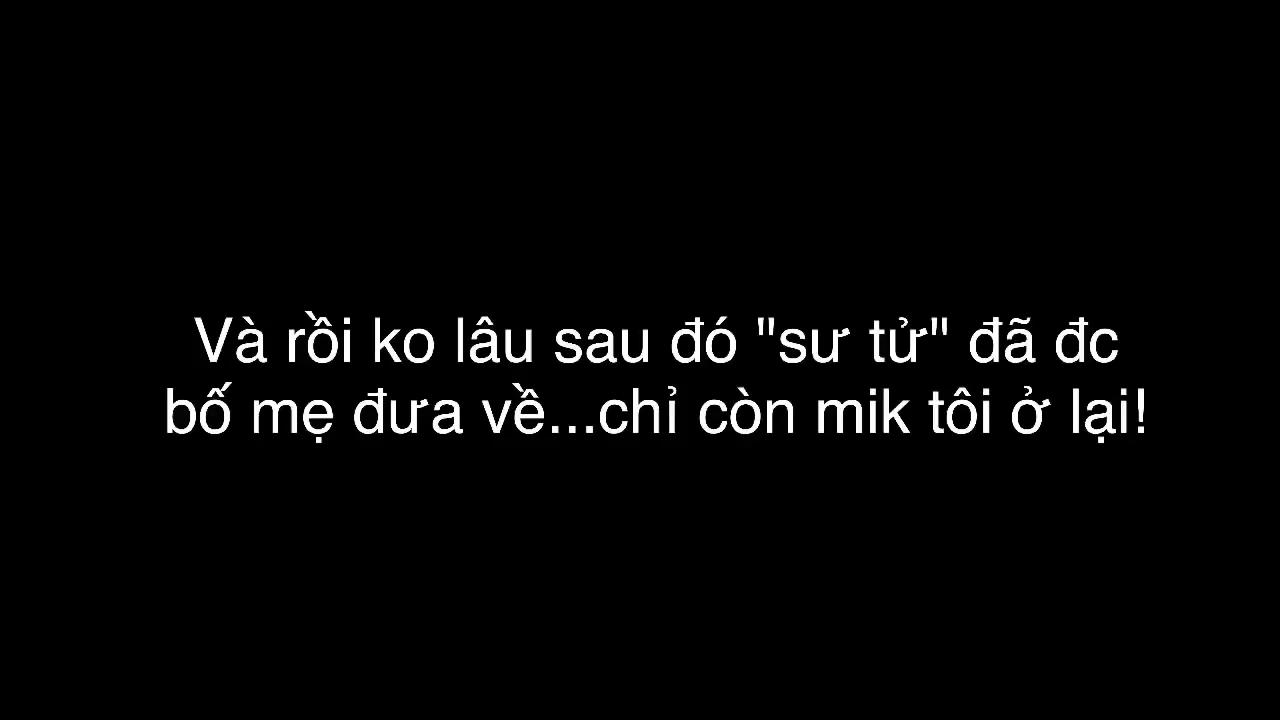 Và rồi ko lâu sau đó "sư tử" đã đc
bố mẹ đưa về...chỉ còn mik tôi ở lại!